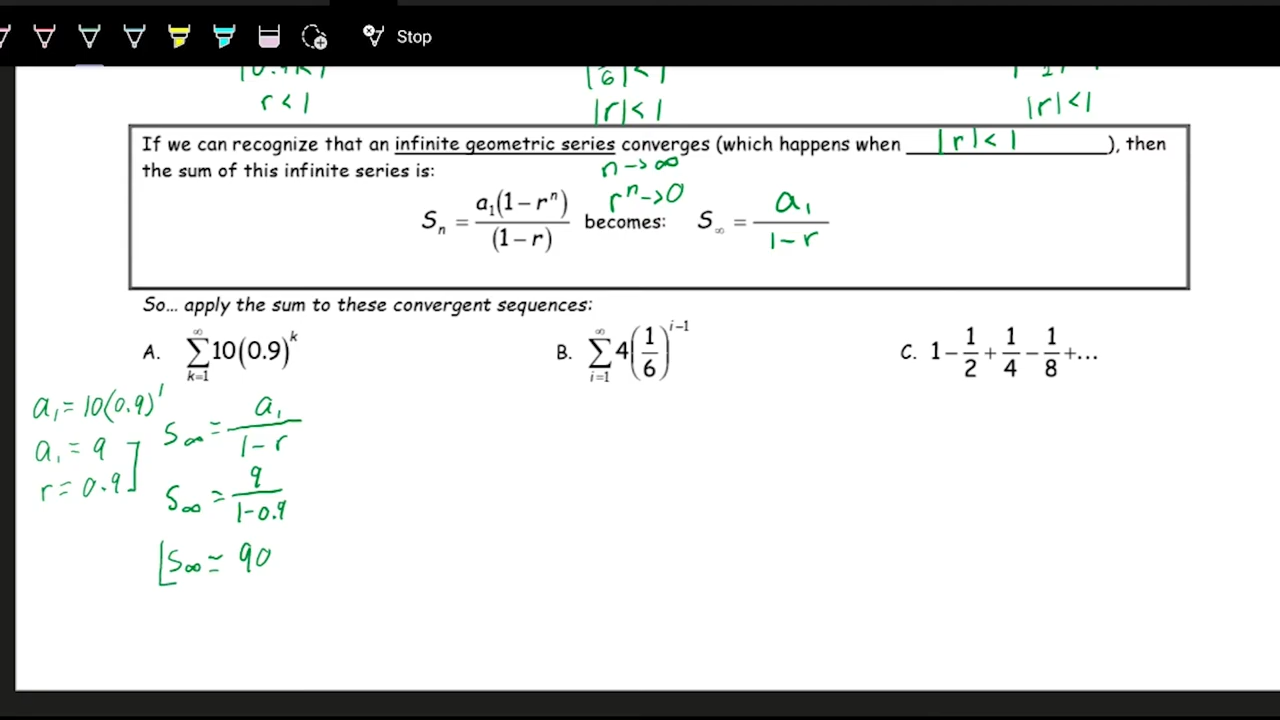 Stop
r < 1
|r| < 1
|r| < 1
If we can recognize that an infinite geometric series converges (which happens when |r| < 1 ), then
n → ∞
the sum of this infinite series is:
r^n → 0
S_n = a_1(1 − r^n) / (1 − r) becomes: S_∞ = a_1 / 1 − r
So... apply the sum to these convergent sequences:
A. ∑_{k=1}^{∞} 10(0.9)^k B. ∑_{i=1}^{∞} 4(1/6)^{i−1} C. 1 − 1/2 + 1/4 − 1/8 + ...
a_1 = 10(0.9)^1
a_1 = 9
r = 0.9
S_∞ = a_1 / 1 − r
S_∞ = 9 / 1 − 0.9
S_∞ = 90